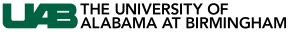 UAB THE UNIVERSITY OF
ALABAMA AT BIRMINGHAM